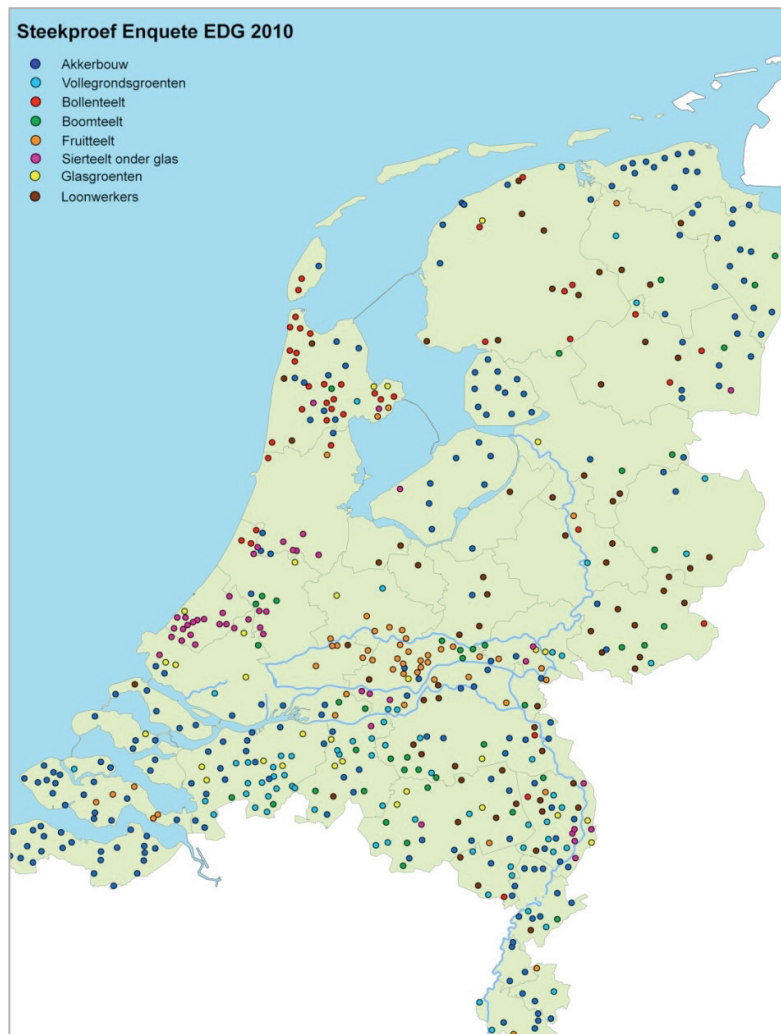 Steekproef Enquete EDG 2010
Akkerbouw
Vollegrondsgroenten
Bollenteelt
Boomteelt
Fruitteelt
Sierteelt onder glas
Glasgroenten
Loonwerkers